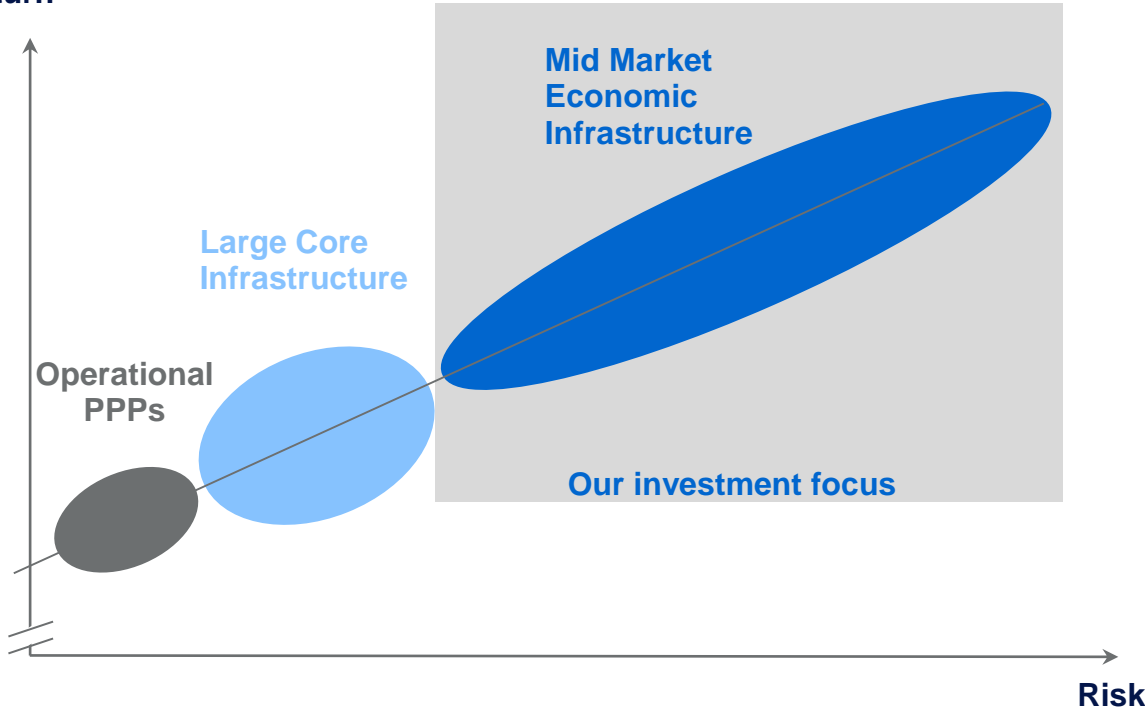 Mid Market
Economic
Infrastructure
Large Core
Infrastructure
Operational
PPPs
Our investment focus
Risk